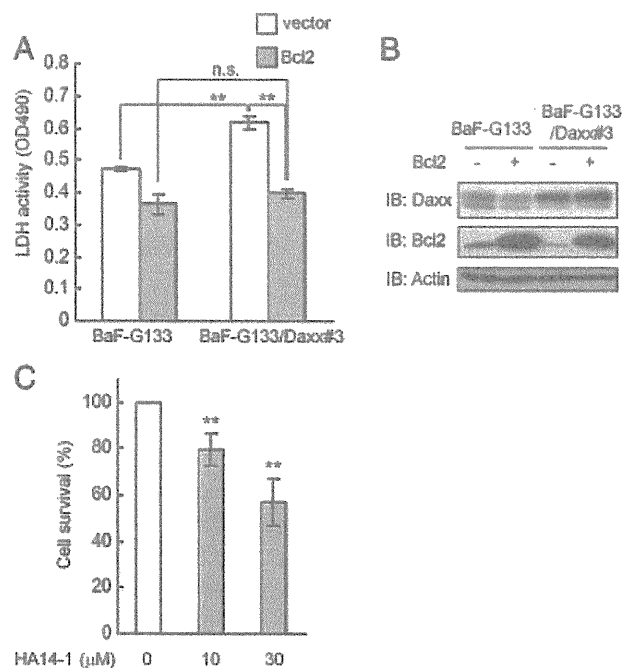 A
vector
Bcl2
n.s.
** **
LDH activity (OD490)
0.8
0.7
0.6
0.5
0.4
0.3
0.2
0.1
0
BaF-G133 BaF-G133/Daxx#3
B
BaF-G133 BaF-G133
/Daxx#3
Bcl2 - + - +
IB: Daxx
IB: Bcl2
IB: Actin
C
Cell survival (%)
100
80
60
40
20
0
**
**
HA14-1 (μM) 0 10 30